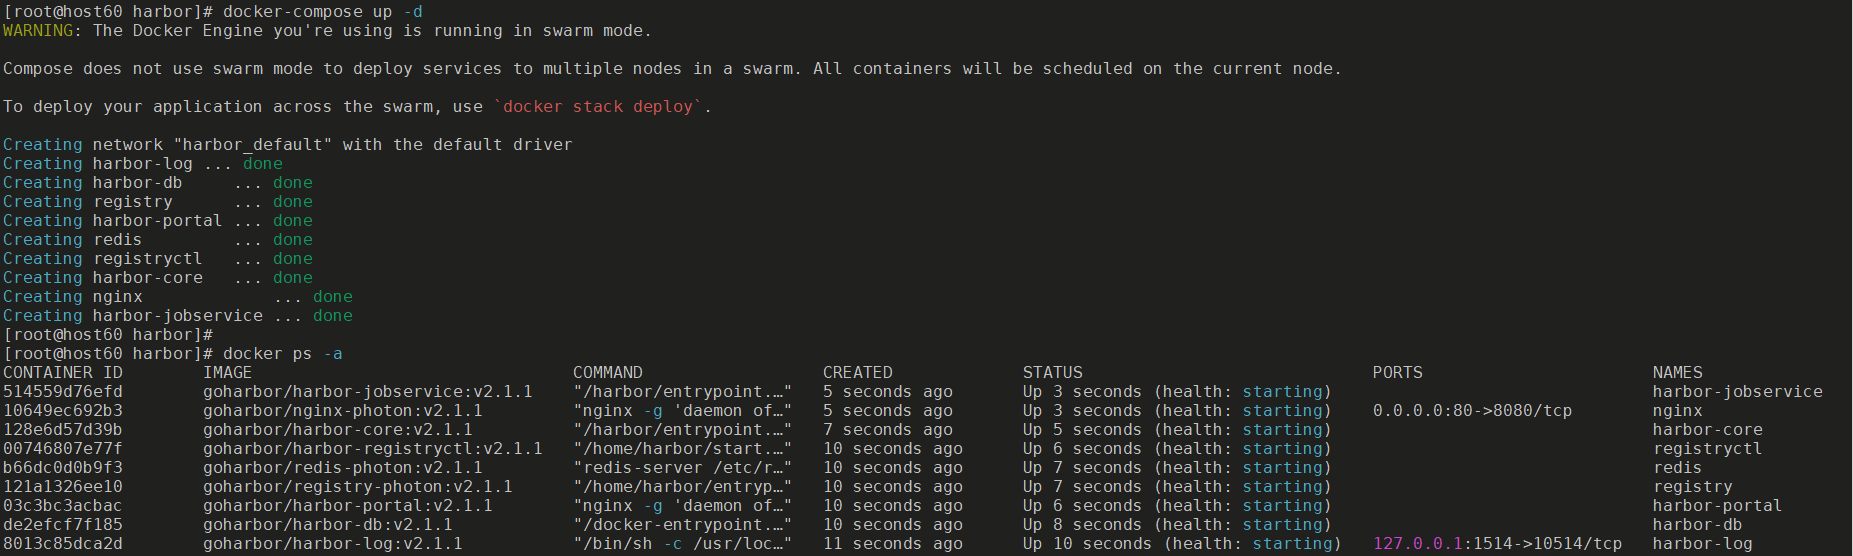 [root@host60 harbor]# docker-compose up -d
WARNING: The Docker Engine you're using is running in swarm mode.
Compose does not use swarm mode to deploy services to multiple nodes in a swarm. All containers will be scheduled on the current node.
To deploy your application across the swarm, use `docker stack deploy`.
Creating network "harbor_default" with the default driver
Creating harbor-log ... done
Creating harbor-db     ... done
Creating registry      ... done
Creating harbor-portal ... done
Creating redis         ... done
Creating registryctl   ... done
Creating harbor-core   ... done
Creating nginx             ... done
Creating harbor-jobservice ... done
[root@host60 harbor]#
[root@host60 harbor]# docker ps -a
CONTAINER ID        IMAGE                                COMMAND                  CREATED             STATUS                             PORTS                       NAMES
514559d76efd        goharbor/harbor-jobservice:v2.1.1    "/harbor/entrypoint.…"   5 seconds ago       Up 3 seconds (health: starting)                                harbor-jobservice
10649ec692b3        goharbor/nginx-photon:v2.1.1         "nginx -g 'daemon of…"   5 seconds ago       Up 3 seconds (health: starting)    0.0.0.0:80->8080/tcp        nginx
128e6d57d39b        goharbor/harbor-core:v2.1.1          "/harbor/entrypoint.…"   7 seconds ago       Up 5 seconds (health: starting)                                harbor-core
00746807e77f        goharbor/harbor-registryctl:v2.1.1   "/home/harbor/start.…"   10 seconds ago      Up 6 seconds (health: starting)                                registryctl
b66dc0d0b9f3        goharbor/redis-photon:v2.1.1         "redis-server /etc/r…"   10 seconds ago      Up 7 seconds (health: starting)                                redis
121a1326ee10        goharbor/registry-photon:v2.1.1      "/home/harbor/entryp…"   10 seconds ago      Up 7 seconds (health: starting)                                registry
03c3bc3acbac        goharbor/harbor-portal:v2.1.1        "nginx -g 'daemon of…"   10 seconds ago      Up 6 seconds (health: starting)                                harbor-portal
de2efcf7f185        goharbor/harbor-db:v2.1.1            "/docker-entrypoint.…"   10 seconds ago      Up 8 seconds (health: starting)                                harbor-db
8013c85dca2d        goharbor/harbor-log:v2.1.1           "/bin/sh -c /usr/loc…"   11 seconds ago      Up 10 seconds (health: starting)   127.0.0.1:1514->10514/tcp   harbor-log